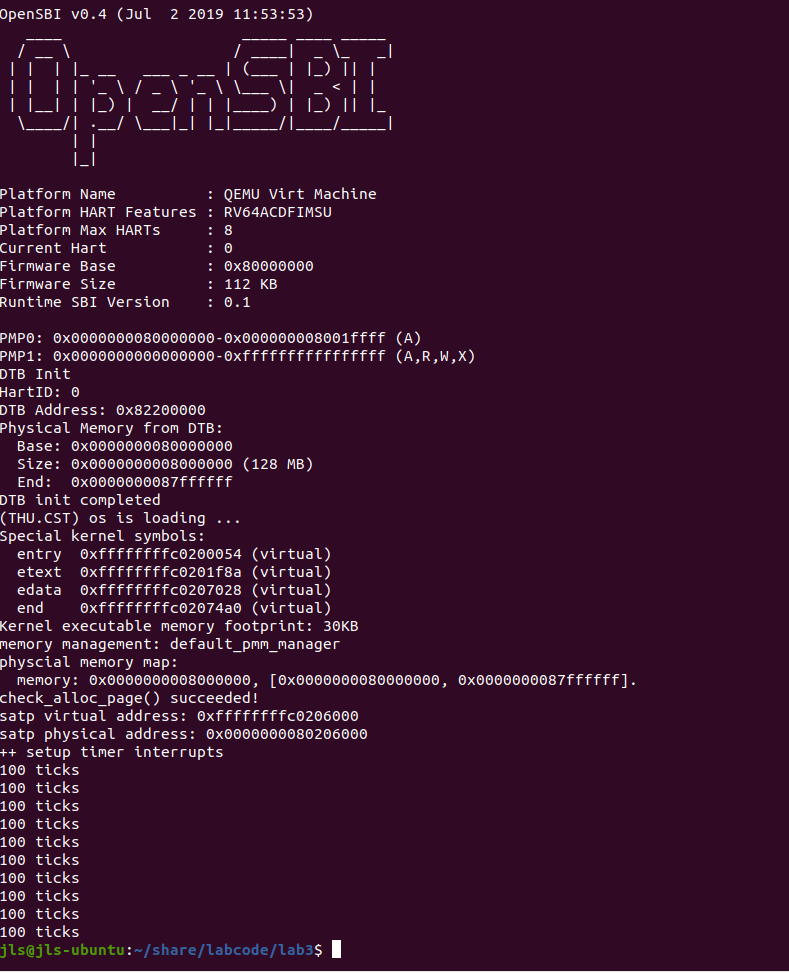 OpenSBI v0.4 (Jul  2 2019 11:53:53)
   ____                    _____ ____ _____
  / __ \                  / ____|  _ \_   _|
 | |  | |_ __   ___ _ __ | (___ | |_) || |
 | |  | | '_ \ / _ \ '_ \ \___ \|  _ < | |
 | |__| | |_) |  __/ | | |____) | |_) || |_
  \____/| .__/ \___|_| |_|_____/|____/_____|
        | |
        |_|

Platform Name          : QEMU Virt Machine
Platform HART Features : RV64ACDFIMSU
Platform Max HARTs     : 8
Current Hart           : 0
Firmware Base          : 0x80000000
Firmware Size          : 112 KB
Runtime SBI Version    : 0.1

PMP0: 0x0000000080000000-0x000000008001ffff (A)
PMP1: 0x0000000000000000-0xffffffffffffffff (A,R,W,X)
DTB Init
HartID: 0
DTB Address: 0x82200000
Physical Memory from DTB:
  Base: 0x0000000080000000
  Size: 0x0000000008000000 (128 MB)
  End:  0x0000000087ffffff
DTB init completed
(THU.CST) os is loading ...
Special kernel symbols:
  entry  0xffffffffc0200054 (virtual)
  etext  0xffffffffc0201f8a (virtual)
  edata  0xffffffffc0207028 (virtual)
  end    0xffffffffc02074a0 (virtual)
Kernel executable memory footprint: 30KB
memory management: default_pmm_manager
physcial memory map:
  memory: 0x0000000008000000, [0x0000000080000000, 0x0000000087ffffff].
check_alloc_page() succeeded!
satp virtual address: 0xffffffffc0206000
satp physical address: 0x0000000080206000
++ setup timer interrupts
100 ticks
100 ticks
100 ticks
100 ticks
100 ticks
100 ticks
100 ticks
100 ticks
100 ticks
100 ticks
jls@jls-ubuntu:~/share/labcode/lab3$